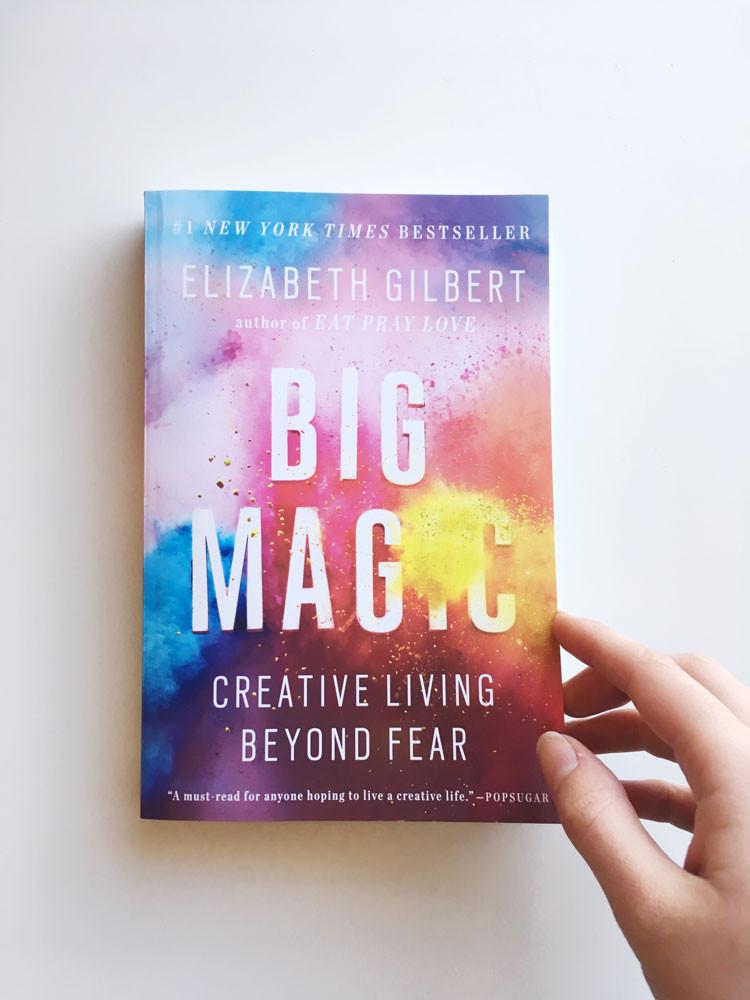 #1 NEW YORK TIMES BESTSELLER
ELIZABETH GILBERT
author of EAT PRAY LOVE
BIG
MAGIC
CREATIVE LIVING
BEYOND FEAR
“A must-read for anyone hoping to live a creative life.”—POPSUGAR